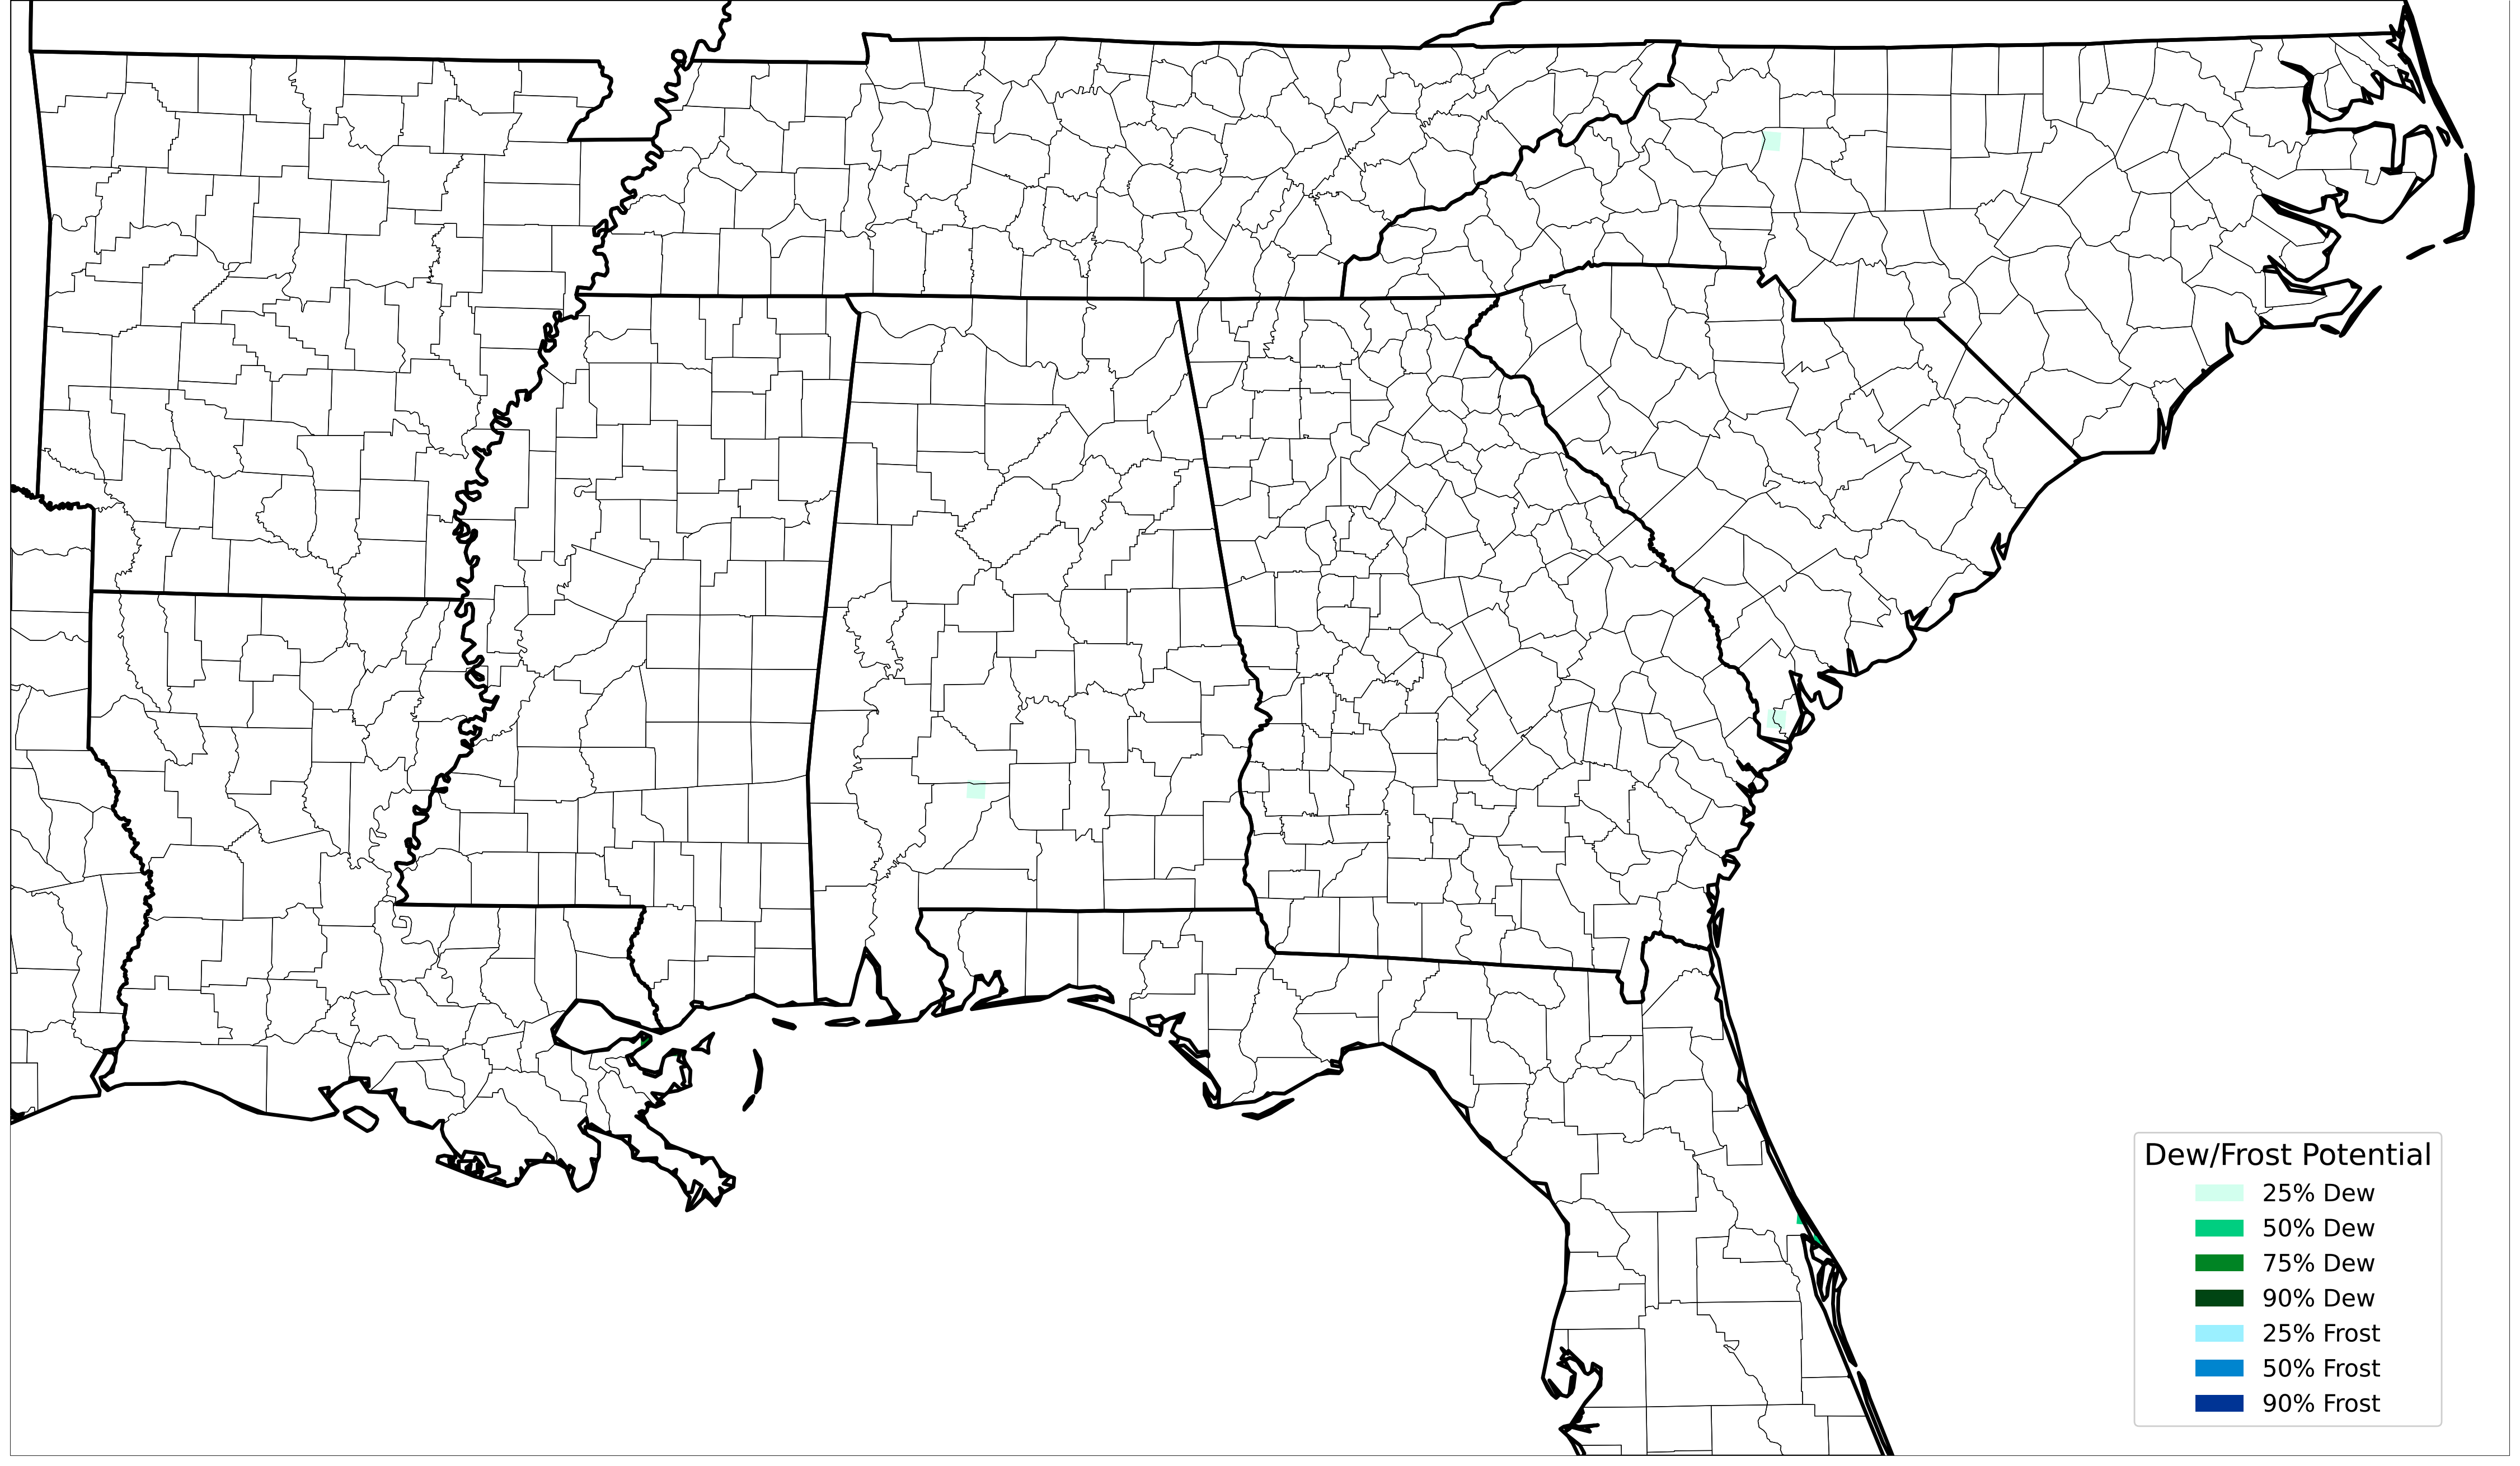 Dew/Frost Potential
25% Dew
50% Dew
75% Dew
90% Dew
25% Frost
50% Frost
90% Frost